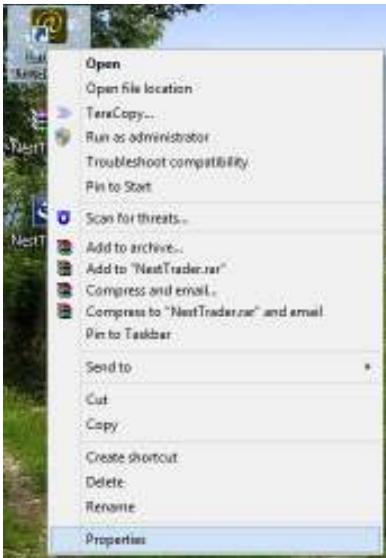 NestT
NestT
Open
Open file location
TeraCopy...
Run as administrator
Troubleshoot compatibility
Pin to Start
Scan for threats...
Add to archive...
Add to "NestTrader.rar"
Compress and email...
Compress to "NestTrader.rar" and email
Pin to Taskbar
Send to
Cut
Copy
Create shortcut
Delete
Rename
Properties